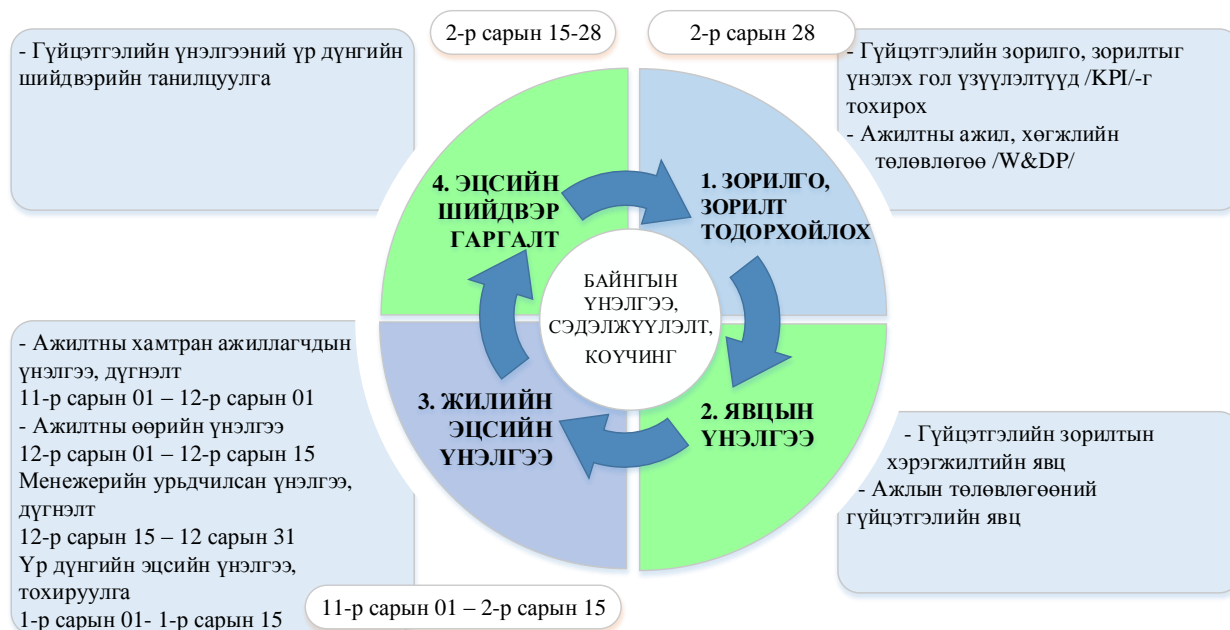 2-р сарын 15-28
2-р сарын 28
- Гүйцэтгэлийн үнэлгээний үр дүнгийн
шийдвэрийн танилцуулга
- Гүйцэтгэлийн зорилго, зорилтыг
үнэлэх гол үзүүлэлтүүд /KPI/-г
тохирох
- Ажилтны ажил, хөгжлийн
төлөвлөгөө /W&DP/
4. ЭЦСИЙН
ШИЙДВЭР
ГАРГАЛТ
1. ЗОРИЛГО,
ЗОРИЛТ
ТОДОРХОЙЛОХ
БАЙНГЫН
ҮНЭЛГЭЭ,
СЭДЭЛЖҮҮЛЭЛТ,
КОҮЧИНГ
3. ЖИЛИЙН
ЭЦСИЙН
ҮНЭЛГЭЭ
2. ЯВЦЫН
ҮНЭЛГЭЭ
- Ажилтны хамтран ажиллагчдын
үнэлгээ, дүгнэлт
11-р сарын 01 – 12-р сарын 01
- Ажилтны өөрийн үнэлгээ
12-р сарын 01 – 12-р сарын 15
Менежерийн урьдчилсан үнэлгээ,
дүгнэлт
12-р сарын 15 – 12 сарын 31
Үр дүнгийн эцсийн үнэлгээ,
тохируулга
1-р сарын 01- 1-р сарын 15
- Гүйцэтгэлийн зорилтын
хэрэгжилтийн явц
- Ажлын төлөвлөгөөний
гүйцэтгэлийн явц
11-р сарын 01 – 2-р сарын 15